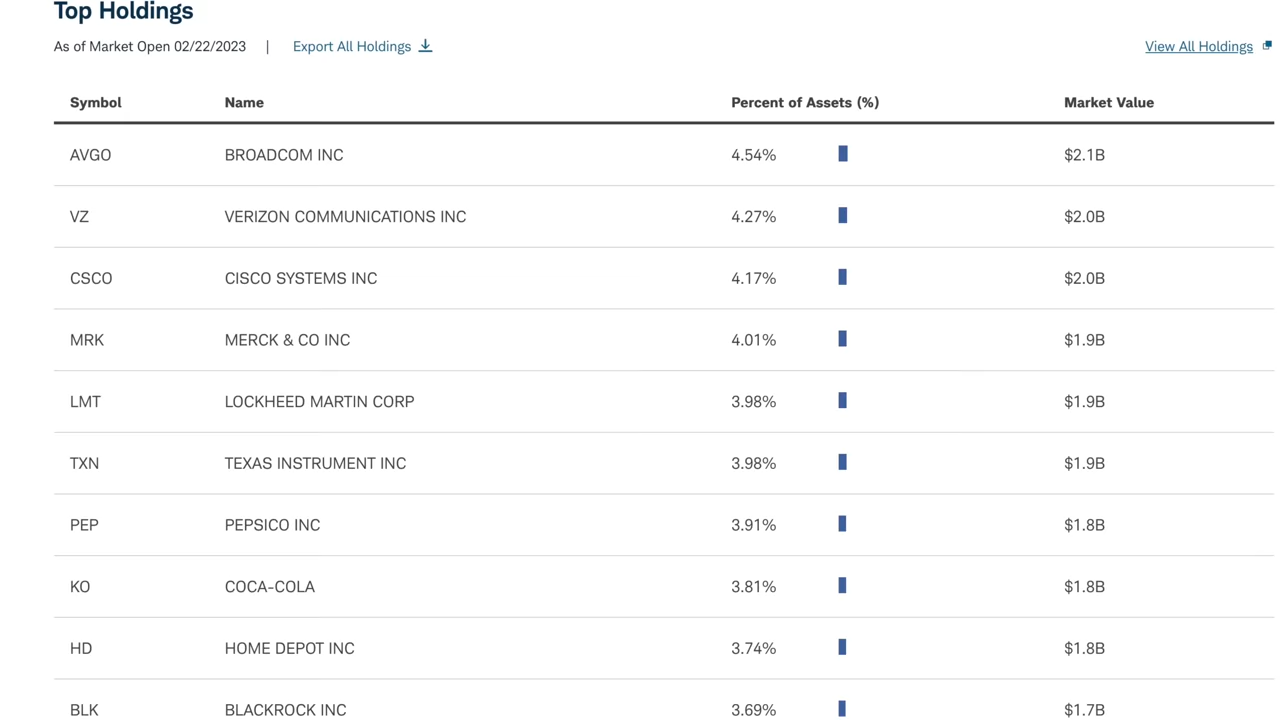 Top Holdings
As of Market Open 02/22/2023 | Export All Holdings View All Holdings
Symbol Name Percent of Assets (%) Market Value
AVGO BROADCOM INC 4.54% $2.1B
VZ VERIZON COMMUNICATIONS INC 4.27% $2.0B
CSCO CISCO SYSTEMS INC 4.17% $2.0B
MRK MERCK & CO INC 4.01% $1.9B
LMT LOCKHEED MARTIN CORP 3.98% $1.9B
TXN TEXAS INSTRUMENT INC 3.98% $1.9B
PEP PEPSICO INC 3.91% $1.8B
KO COCA-COLA 3.81% $1.8B
HD HOME DEPOT INC 3.74% $1.8B
BLK BLACKROCK INC 3.69% $1.7B